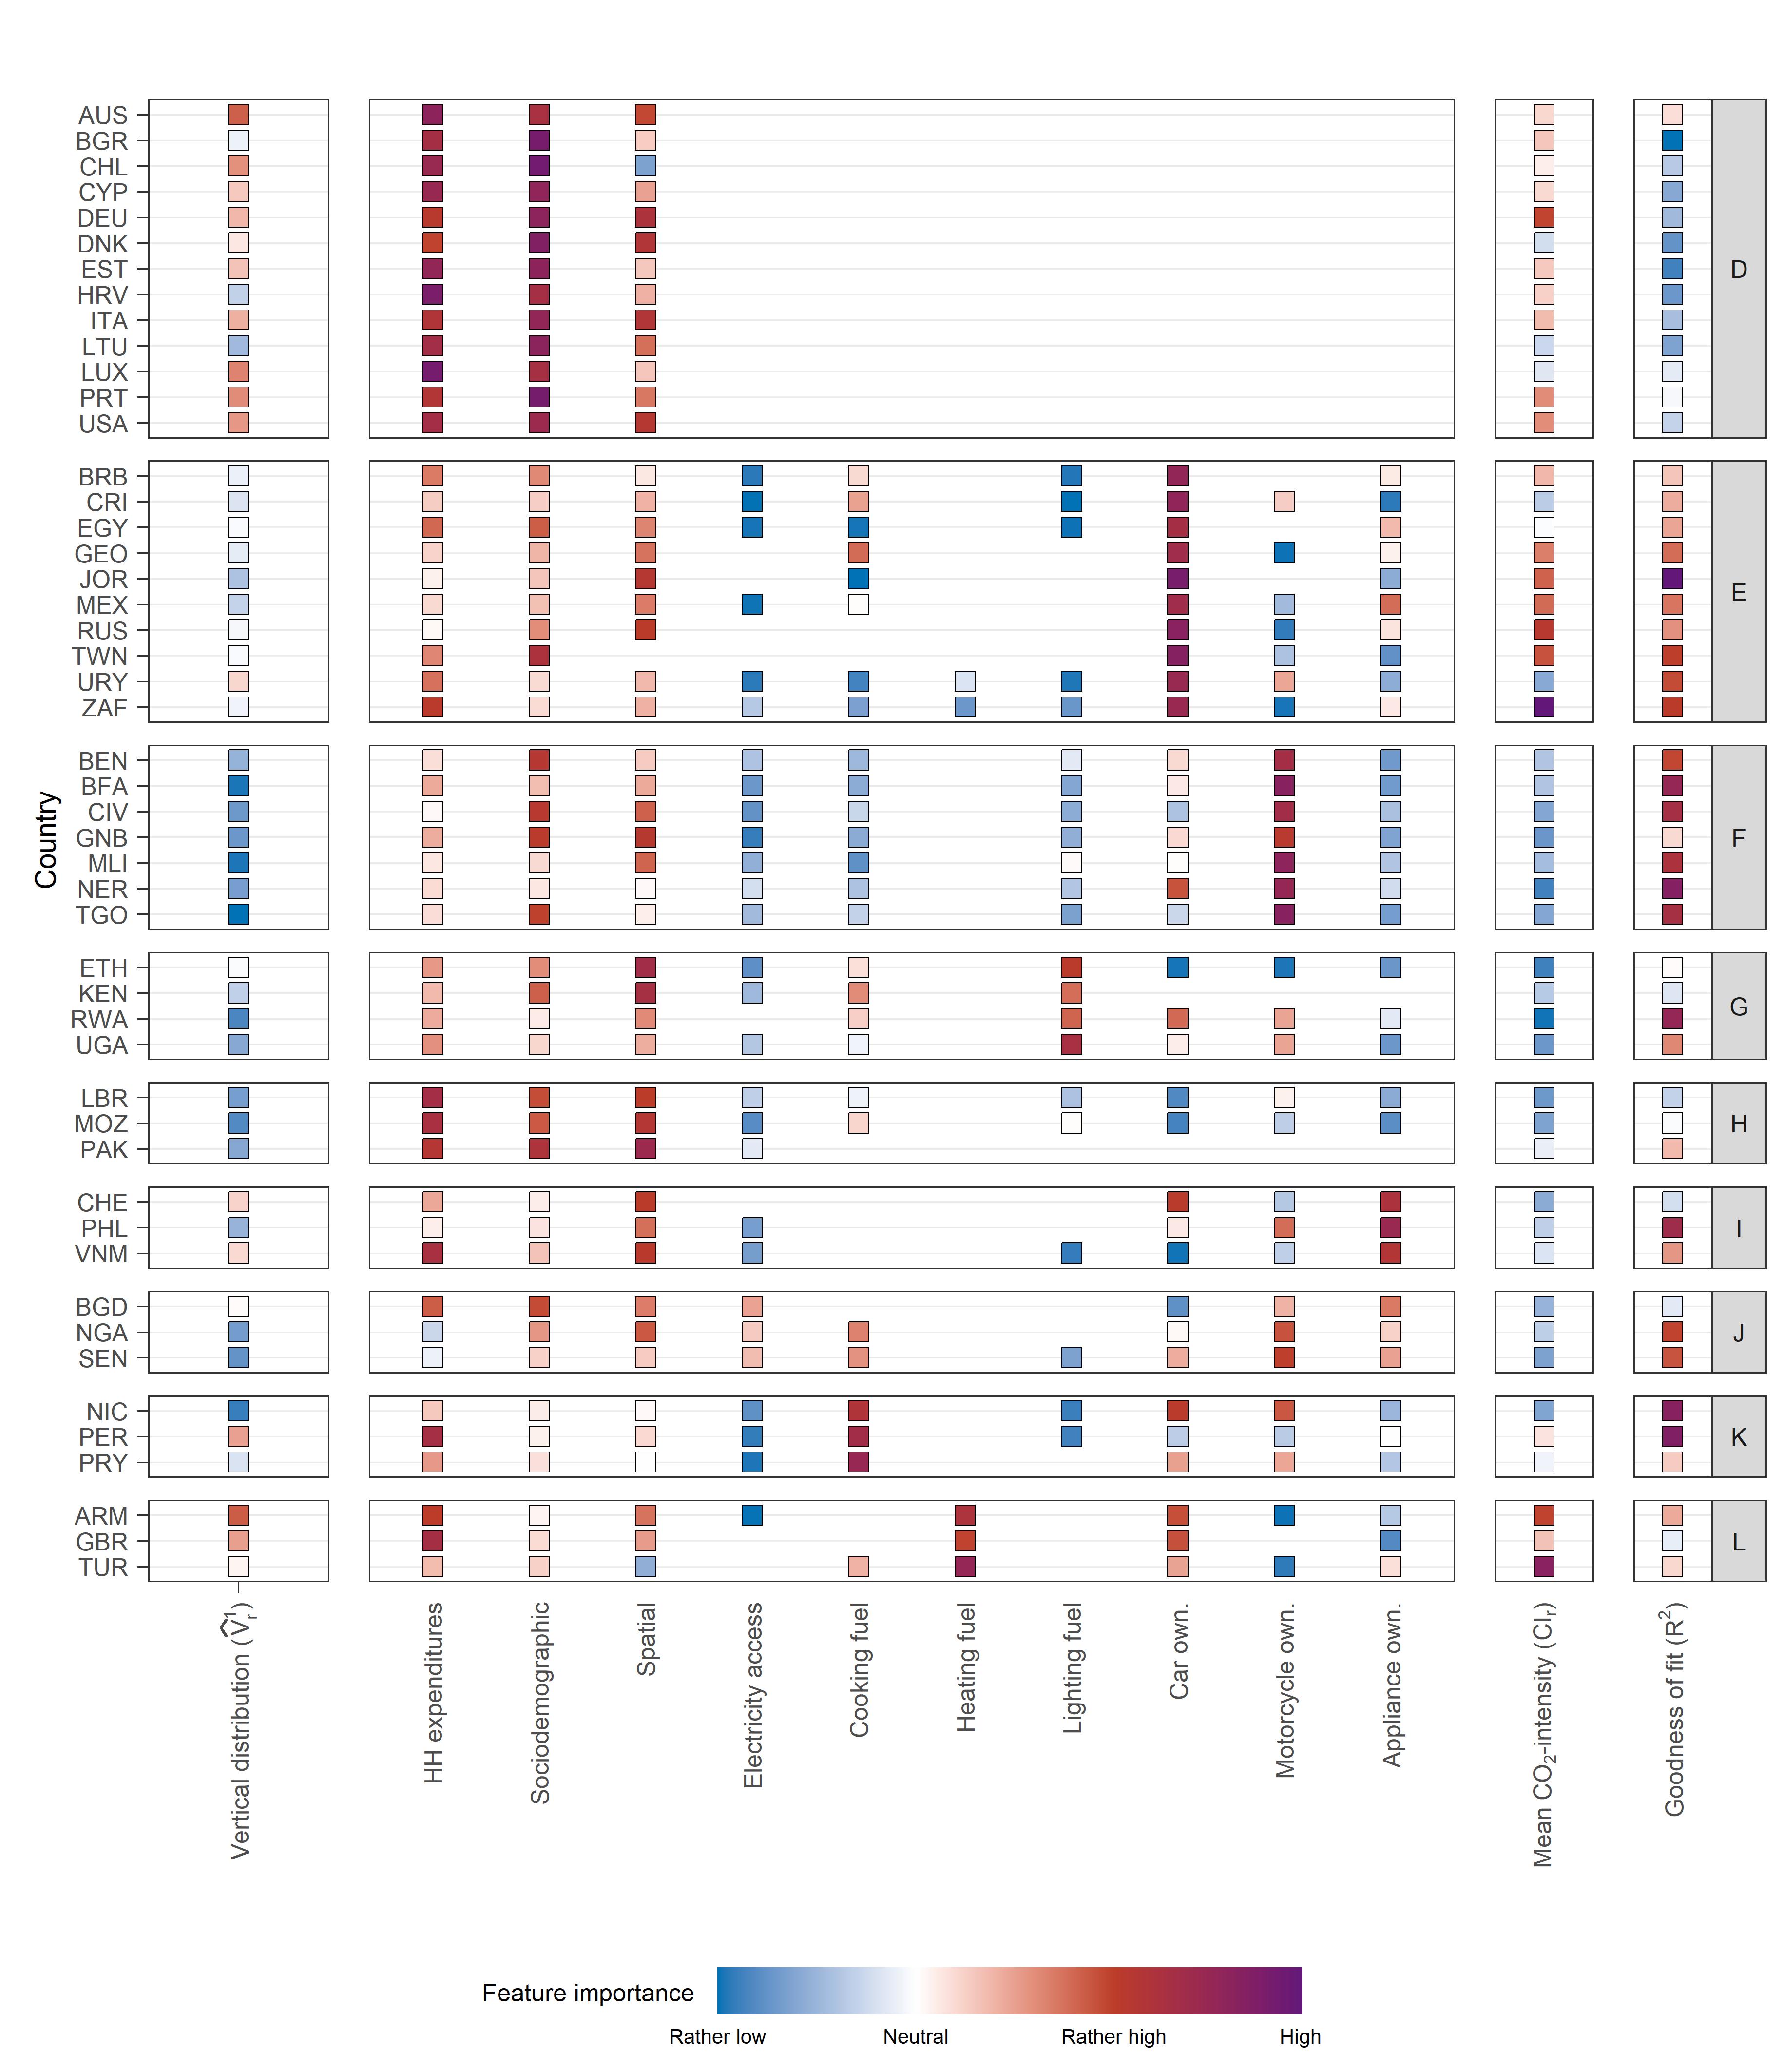 AUS
BGR
CHL
CYP
DEU
DNK
EST
HRV
ITA
LTU
LUX
PRT
USA
D
BRB
CRI
EGY
GEO
JOR
MEX
RUS
TWN
URY
ZAF
E
BEN
BFA
CIV
GNB
MLI
NER
TGO
F
ETH
KEN
RWA
UGA
G
LBR
MOZ
PAK
H
CHE
PHL
VNM
I
BGD
NGA
SEN
J
NIC
PER
PRY
K
ARM
GBR
TUR
L
Country
Vertical distribution (V̂¹ᵣ)
HH expenditures
Sociodemographic
Spatial
Electricity access
Cooking fuel
Heating fuel
Lighting fuel
Car own.
Motorcycle own.
Appliance own.
Mean CO₂-intensity (CIᵣ)
Goodness of fit (R²)
Feature importance
Rather low Neutral Rather high High